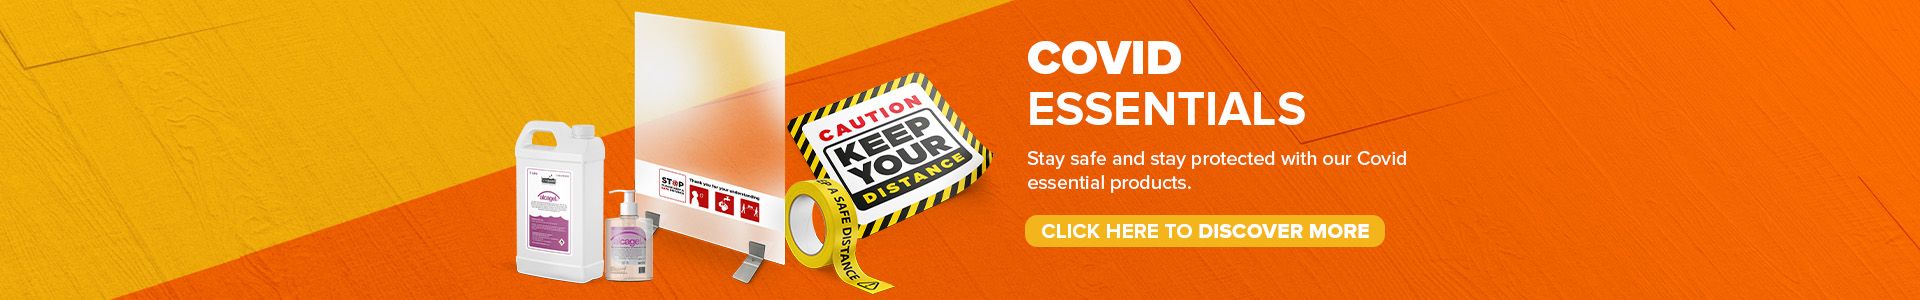 COVID
ESSENTIALS
Stay safe and stay protected with our Covid
essential products.
CLICK HERE TO DISCOVER MORE
CAUTION
KEEP
YOUR
DISTANCE
A SAFE DISTANCE
STOP
Thank you for your understanding
alcagel